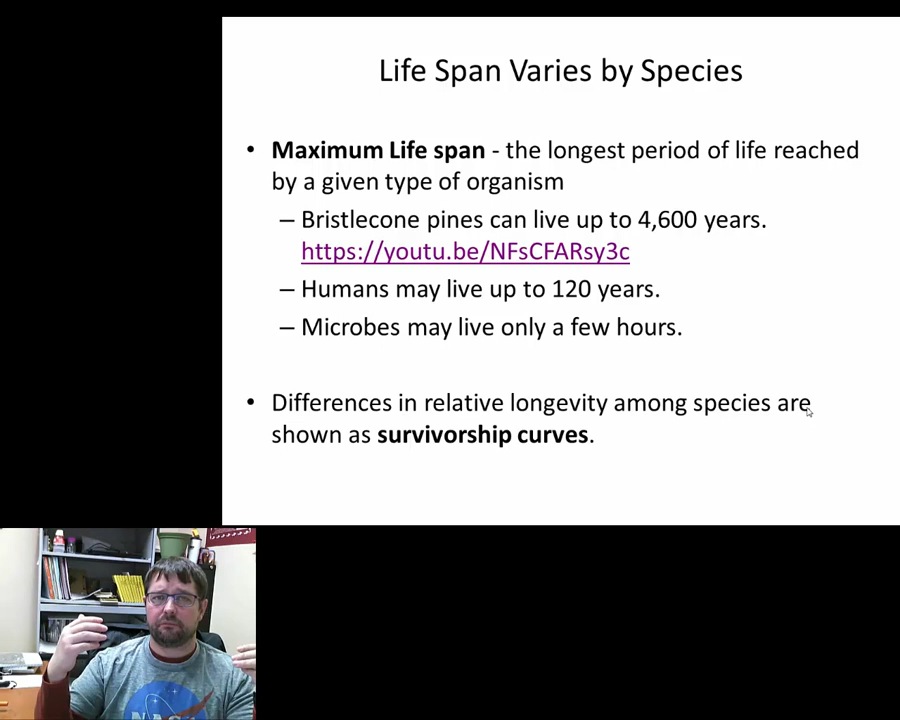 Life Span Varies by Species
• Maximum Life span - the longest period of life reached
by a given type of organism
– Bristlecone pines can live up to 4,600 years.
https://youtu.be/NFsCFARsy3c
– Humans may live up to 120 years.
– Microbes may live only a few hours.
• Differences in relative longevity among species are
shown as survivorship curves.
NASA